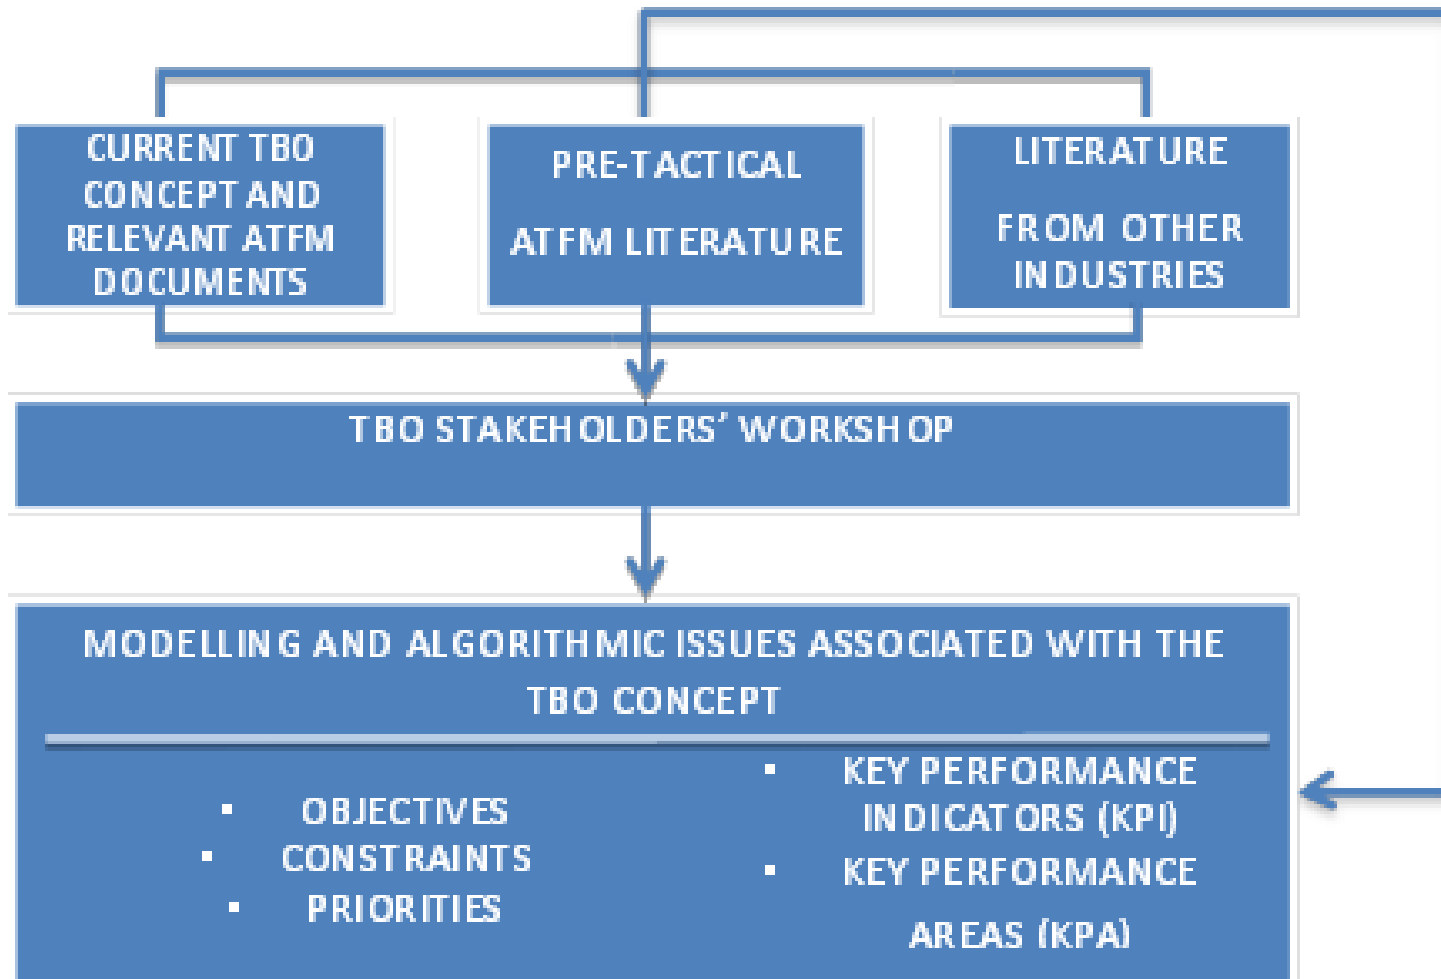 CURRENT TBO
CONCEPT AND
RELEVANT ATFM
DOCUMENTS
PRE-TACTICAL
ATFM LITERATURE
LITERATURE
FROM OTHER
INDUSTRIES
TBO STAKEHOLDERS' WORKSHOP
MODELLING AND ALGORITHMIC ISSUES ASSOCIATED WITH THE
TBO CONCEPT
▪ OBJECTIVES
▪ CONSTRAINTS
▪ PRIORITIES
▪ KEY PERFORMANCE
INDICATORS (KPI)
▪ KEY PERFORMANCE
AREAS (KPA)